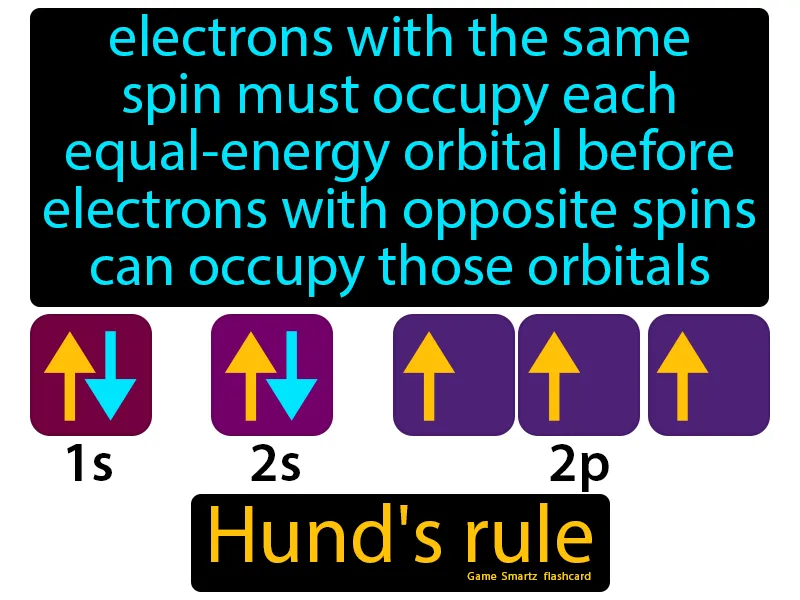 electrons with the same
spin must occupy each
equal-energy orbital before
electrons with opposite spins
can occupy those orbitals
1s 2s 2p
Hund's rule
Game Smartz flashcard